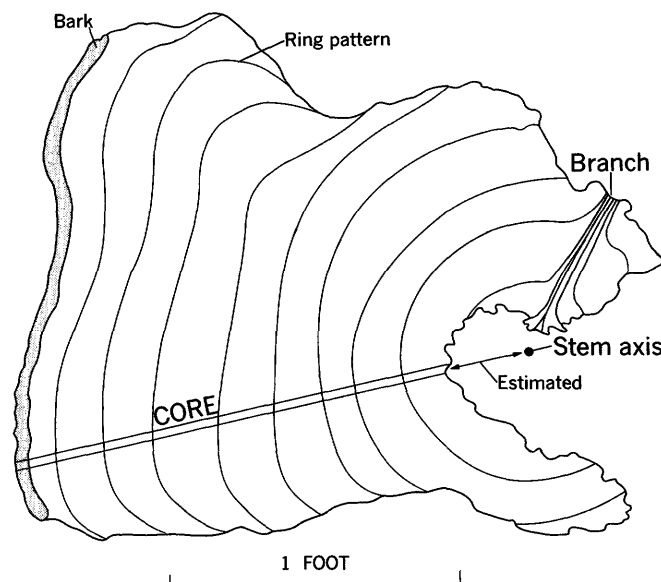 Bark
Ring pattern
Branch
Stem axis
Estimated
CORE
1 FOOT